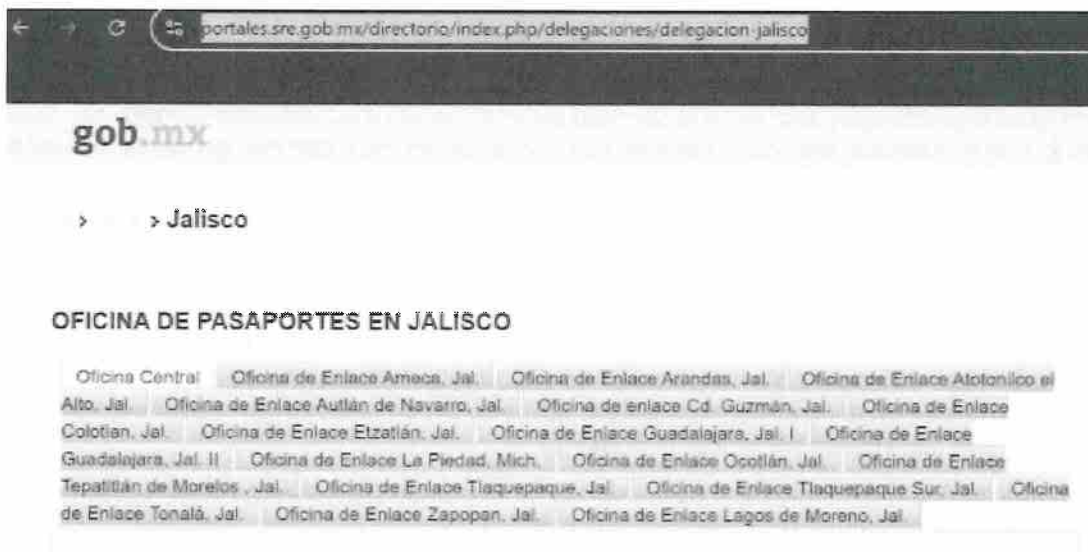 portales.sre.gob.mx/directorio/index.php/delegaciones/delegacion-jalisco
gob.mx
> > Jalisco
OFICINA DE PASAPORTES EN JALISCO
Oficina Central Oficina de Enlace Ameca, Jal. Oficina de Enlace Arandas, Jal. Oficina de Enlace Atotonilco el
Alto, Jal. Oficina de Enlace Autlán de Navarro, Jal. Oficina de enlace Cd. Guzmán, Jal. Oficina de Enlace
Colotlan, Jal. Oficina de Enlace Etzatlán, Jal. Oficina de Enlace Guadalajara, Jal. I Oficina de Enlace
Guadalajara, Jal. II Oficina de Enlace La Piedad, Mich. Oficina de Enlace Ocotlán, Jal. Oficina de Enlace
Tepatitlán de Morelos , Jal. Oficina de Enlace Tlaquepaque, Jal. Oficina de Enlace Tlaquepaque Sur, Jal. Oficina
de Enlace Tonalá, Jal. Oficina de Enlace Zapopan, Jal. Oficina de Enlace Lagos de Moreno, Jal.